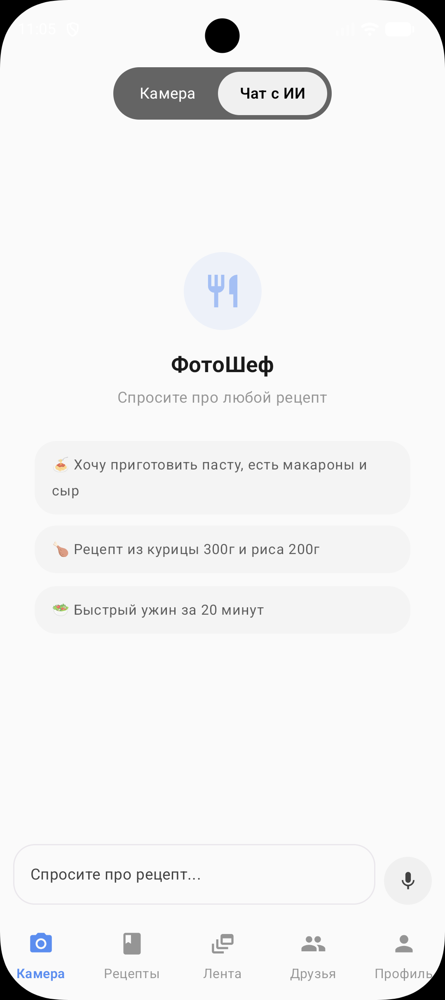 11:05
Камера
Чат с ИИ
ФотоШеф
Спросите про любой рецепт
🍝 Хочу приготовить пасту, есть макароны и
сыр
🍗 Рецепт из курицы 300г и риса 200г
🥗 Быстрый ужин за 20 минут
Спросите про рецепт...
Камера
Рецепты
Лента
Друзья
Профиль